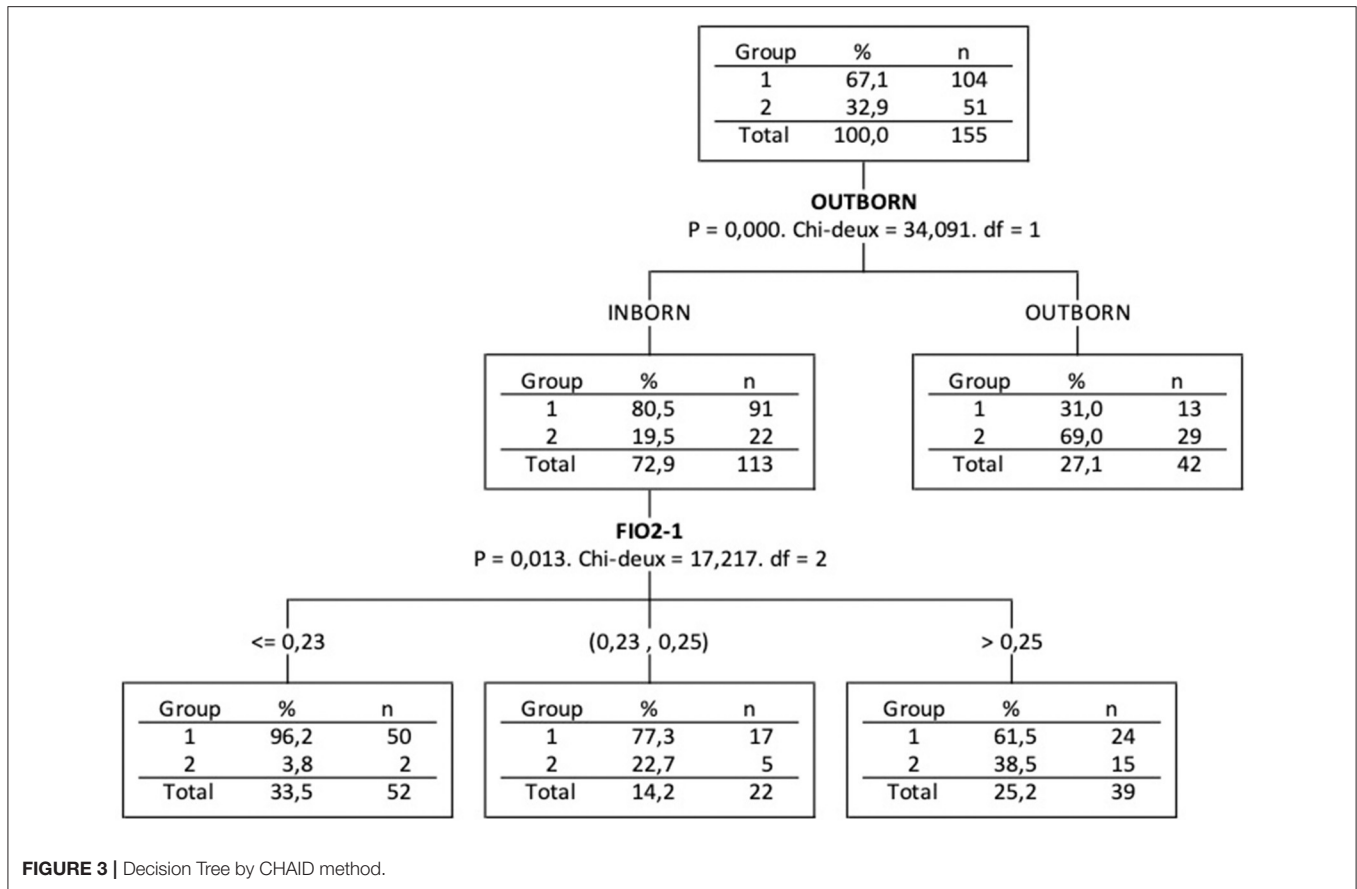 Group % n
1 67,1 104
2 32,9 51
Total 100,0 155
OUTBORN
P = 0,000. Chi-deux = 34,091. df = 1
INBORN
OUTBORN
Group % n
1 80,5 91
2 19,5 22
Total 72,9 113
Group % n
1 31,0 13
2 69,0 29
Total 27,1 42
FIO2-1
P = 0,013. Chi-deux = 17,217. df = 2
<= 0,23
(0,23 , 0,25)
> 0,25
Group % n
1 96,2 50
2 3,8 2
Total 33,5 52
Group % n
1 77,3 17
2 22,7 5
Total 14,2 22
Group % n
1 61,5 24
2 38,5 15
Total 25,2 39
FIGURE 3 | Decision Tree by CHAID method.